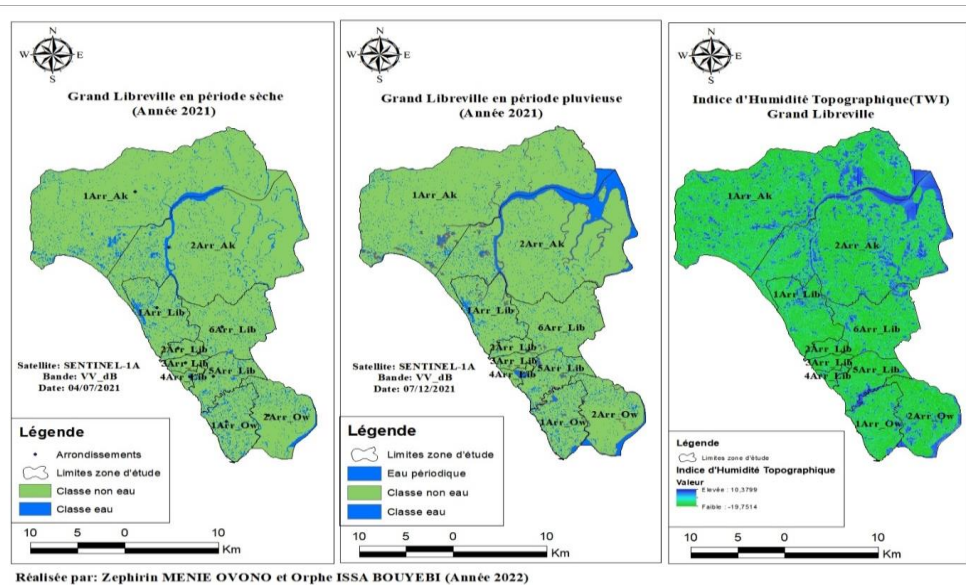 N
W E
S
Grand Libreville en période sèche
(Année 2021)
1Arr_Ak
2Arr_Ak
1Arr_Lib
6Arr_Lib
2Arr_Lib
3Arr_Lib
5Arr_Lib
4Arr_Lib
1Arr_Ow
2Arr_Ow
Satellite: SENTINEL-1A
Bande: VV_dB
Date: 04/07/2021
Légende
Arrondissements
Limites zone d'étude
Classe non eau
Classe eau
10 5 0 10
Km
N
W E
S
Grand Libreville en période pluvieuse
(Année 2021)
1Arr_Ak
2Arr_Ak
1Arr_Lib
6Arr_Lib
2Arr_Lib
3Arr_Lib
5Arr_Lib
4Arr_Lib
2Arr_Ow
1Arr_Ow
Satellite: SENTINEL-1A
Bande: VV_dB
Date: 07/12/2021
Légende
Limites zone d'étude
Eau périodique
Classe non eau
Classe eau
10 5 0 10
Km
N
W E
S
Indice d'Humidité Topographique(TWI)
Grand Libreville
1Arr_Ak
2Arr_Ak
1Arr_Lib
6Arr_Lib
2Arr_Lib
3Arr_Lib
4Arr_Lib
5Arr_Lib
1Arr_Ow
2Arr_Ow
Légende
Limites zone d'étude
Indice d'Humidité Topographique
Valeur
Elevée : 10,3799
Faible : -19,7514
10 5 0 10
Km
Réalisée par: Zephirin MENIE OVONO et Orphe ISSA BOUYEBI (Année 2022)